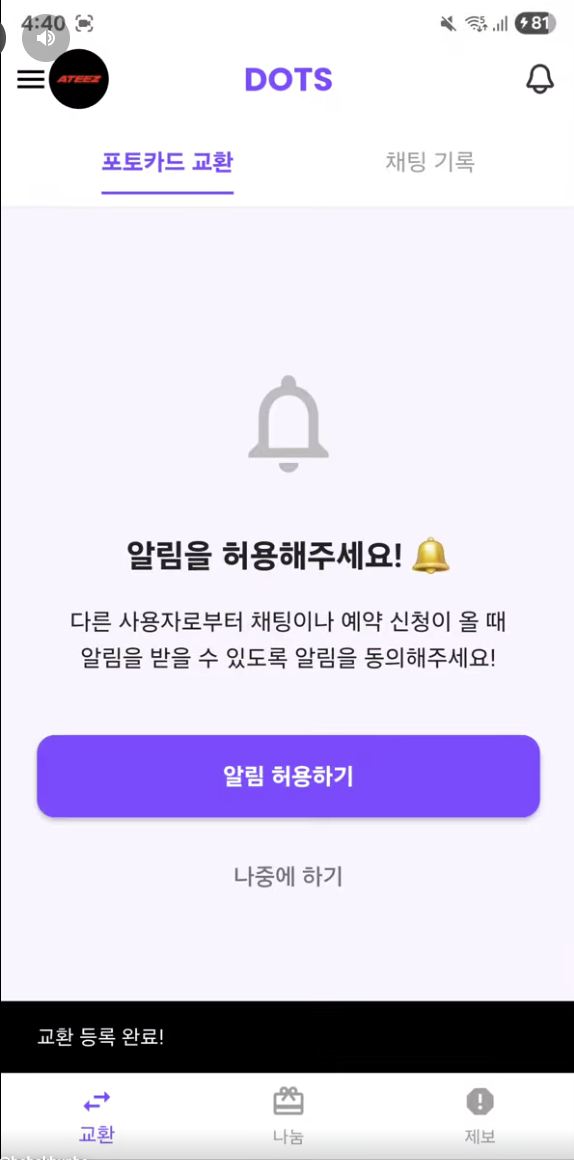 4:40
81
ATEEZ
DOTS
포토카드 교환
채팅 기록
알림을 허용해주세요!
다른 사용자로부터 채팅이나 예약 신청이 올 때
알림을 받을 수 있도록 알림을 동의해주세요!
알림 허용하기
나중에 하기
교환 등록 완료!
교환
나눔
제보